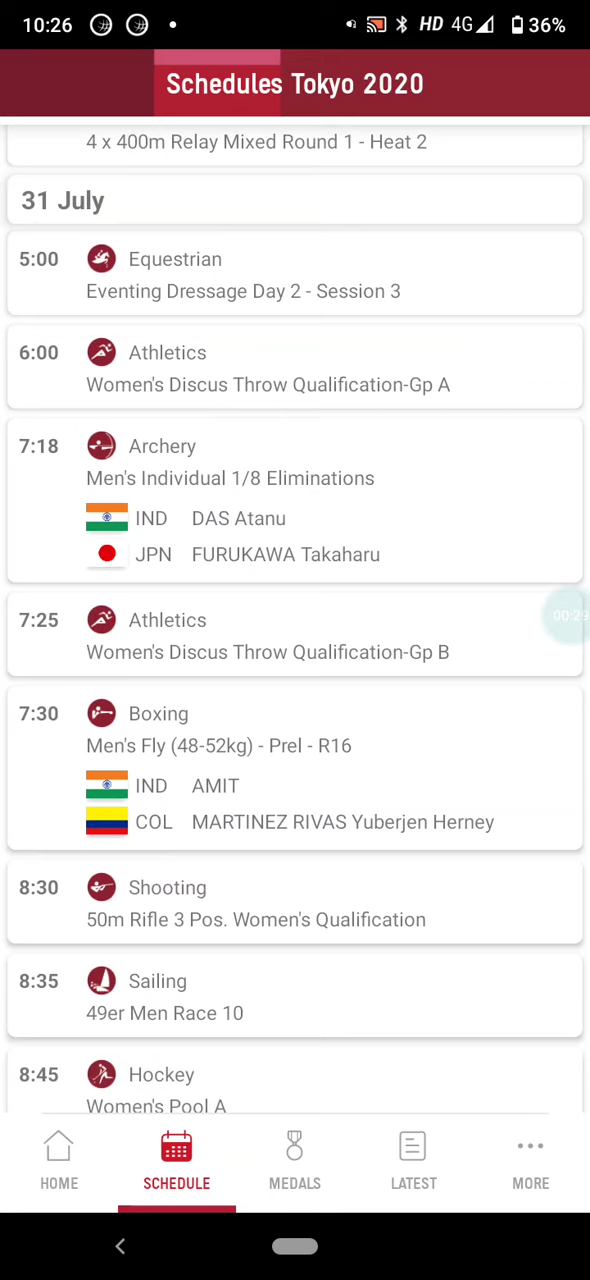 10:26 HD 4G 36%
Schedules Tokyo 2020
4 x 400m Relay Mixed Round 1 - Heat 2
31 July
5:00 Equestrian
Eventing Dressage Day 2 - Session 3
6:00 Athletics
Women's Discus Throw Qualification-Gp A
7:18 Archery
Men's Individual 1/8 Eliminations
IND DAS Atanu
JPN FURUKAWA Takaharu
00:29
7:25 Athletics
Women's Discus Throw Qualification-Gp B
7:30 Boxing
Men's Fly (48-52kg) - Prel - R16
IND AMIT
COL MARTINEZ RIVAS Yuberjen Herney
8:30 Shooting
50m Rifle 3 Pos. Women's Qualification
8:35 Sailing
49er Men Race 10
8:45 Hockey
Women's Pool A
HOME SCHEDULE MEDALS LATEST MORE